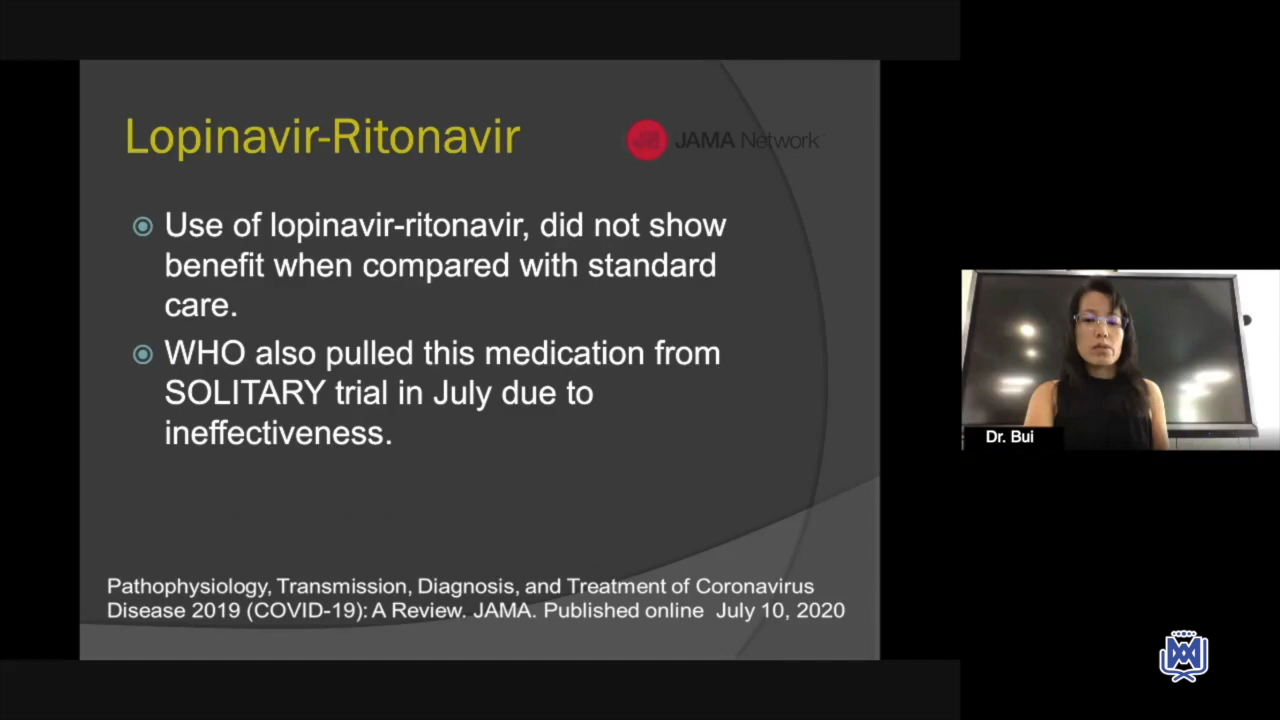 Lopinavir-Ritonavir
JAMA Network
Use of lopinavir-ritonavir, did not show
benefit when compared with standard
care.
WHO also pulled this medication from
SOLITARY trial in July due to
ineffectiveness.
Pathophysiology, Transmission, Diagnosis, and Treatment of Coronavirus
Disease 2019 (COVID-19): A Review. JAMA. Published online July 10, 2020
Dr. Bui